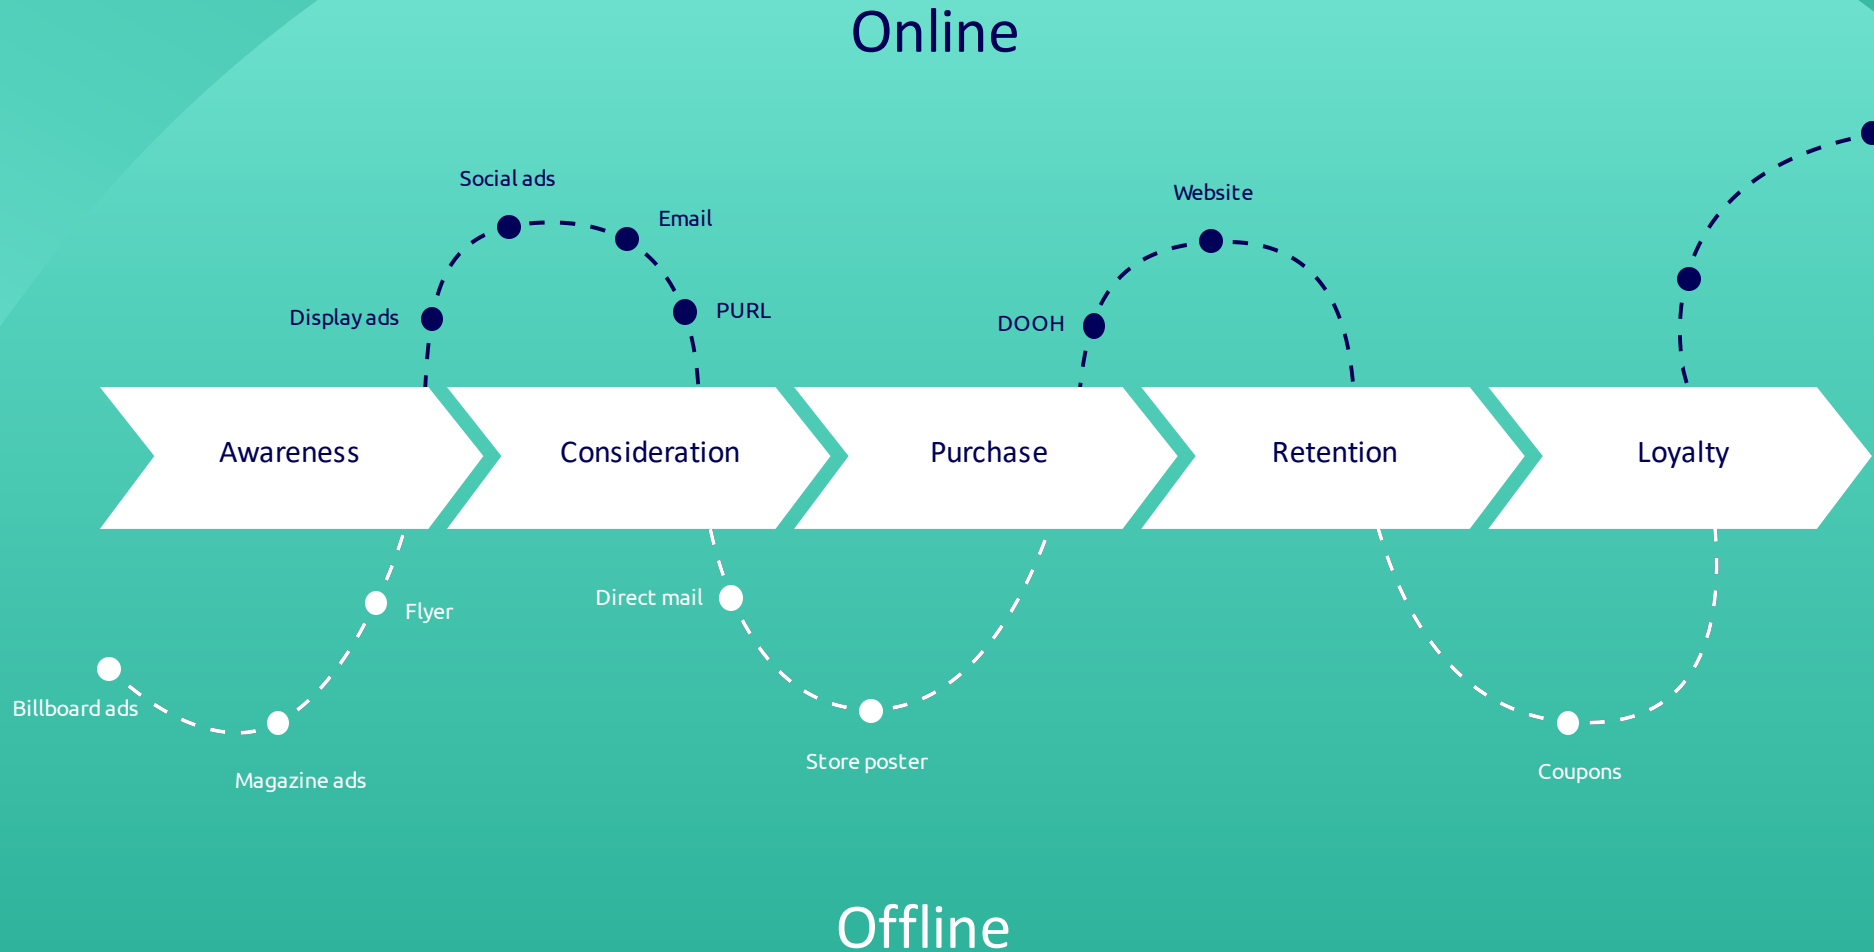 Online
Social ads
Email
Display ads
PURL
Website
DOOH
Awareness
Consideration
Purchase
Retention
Loyalty
Billboard ads
Magazine ads
Flyer
Direct mail
Store poster
Coupons
Offline